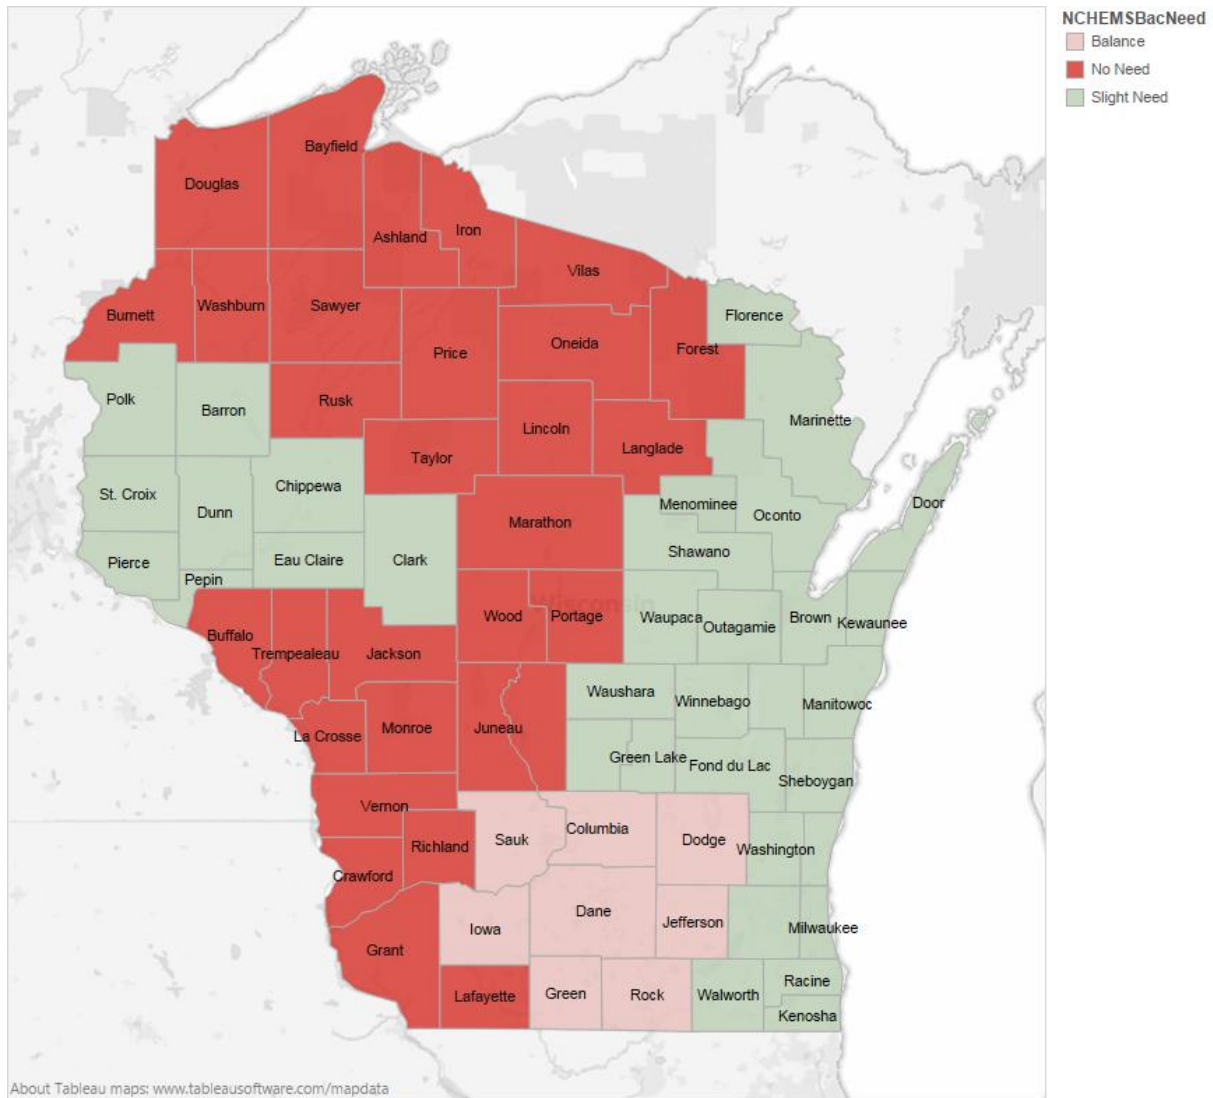 NCHEMSBacNeed
Balance
No Need
Slight Need
Bayfield
Douglas
Iron
Ashland
Vilas
Washburn
Sawyer
Burnett
Florence
Oneida
Forest
Price
Polk
Rusk
Barron
Marinette
Lincoln
Langlade
Taylor
Chippewa
St. Croix
Menominee
Door
Dunn
Oconto
Marathon
Shawano
Eau Claire
Clark
Pierce
Pepin
Wisconsin
Wood
Portage
Waupaca
Brown
Kewaunee
Outagamie
Buffalo
Trempealeau
Jackson
Waushara
Winnebago
Manitowoc
Monroe
Juneau
La Crosse
Green Lake
Fond du Lac
Sheboygan
Vernon
Columbia
Sauk
Dodge
Richland
Washington
Crawford
Dane
Jefferson
Iowa
Milwaukee
Grant
Racine
Lafayette
Green
Rock
Walworth
Kenosha
About Tableau maps: www.tableausoftware.com/mapdata